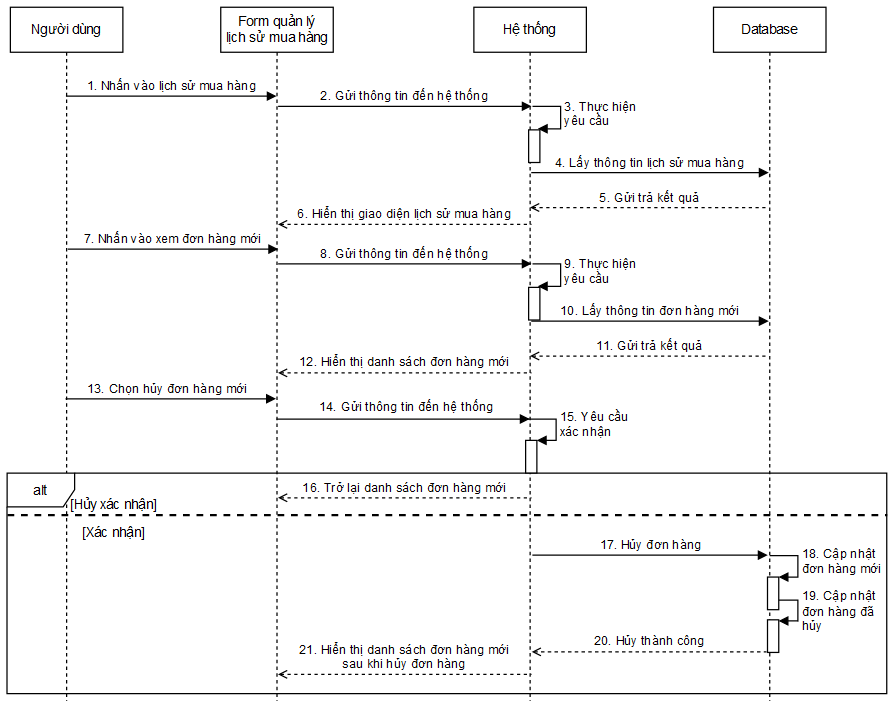 Người dùng
Form quản lý
lịch sử mua hàng
Hệ thống
Database
1. Nhấn vào lịch sử mua hàng
2. Gửi thông tin đến hệ thống
3. Thực hiện
yêu cầu
4. Lấy thông tin lịch sử mua hàng
5. Gửi trả kết quả
6. Hiển thị giao diện lịch sử mua hàng
7. Nhấn vào xem đơn hàng mới
8. Gửi thông tin đến hệ thống
9. Thực hiện
yêu cầu
10. Lấy thông tin đơn hàng mới
11. Gửi trả kết quả
12. Hiển thị danh sách đơn hàng mới
13. Chọn hủy đơn hàng mới
14. Gửi thông tin đến hệ thống
15. Yêu cầu
xác nhận
alt
16. Trở lại danh sách đơn hàng mới
[Hủy xác nhận]
[Xác nhận]
17. Hủy đơn hàng
18. Cập nhật
đơn hàng mới
19. Cập nhật
đơn hàng đã
hủy
20. Hủy thành công
21. Hiển thị danh sách đơn hàng mới
sau khi hủy đơn hàng